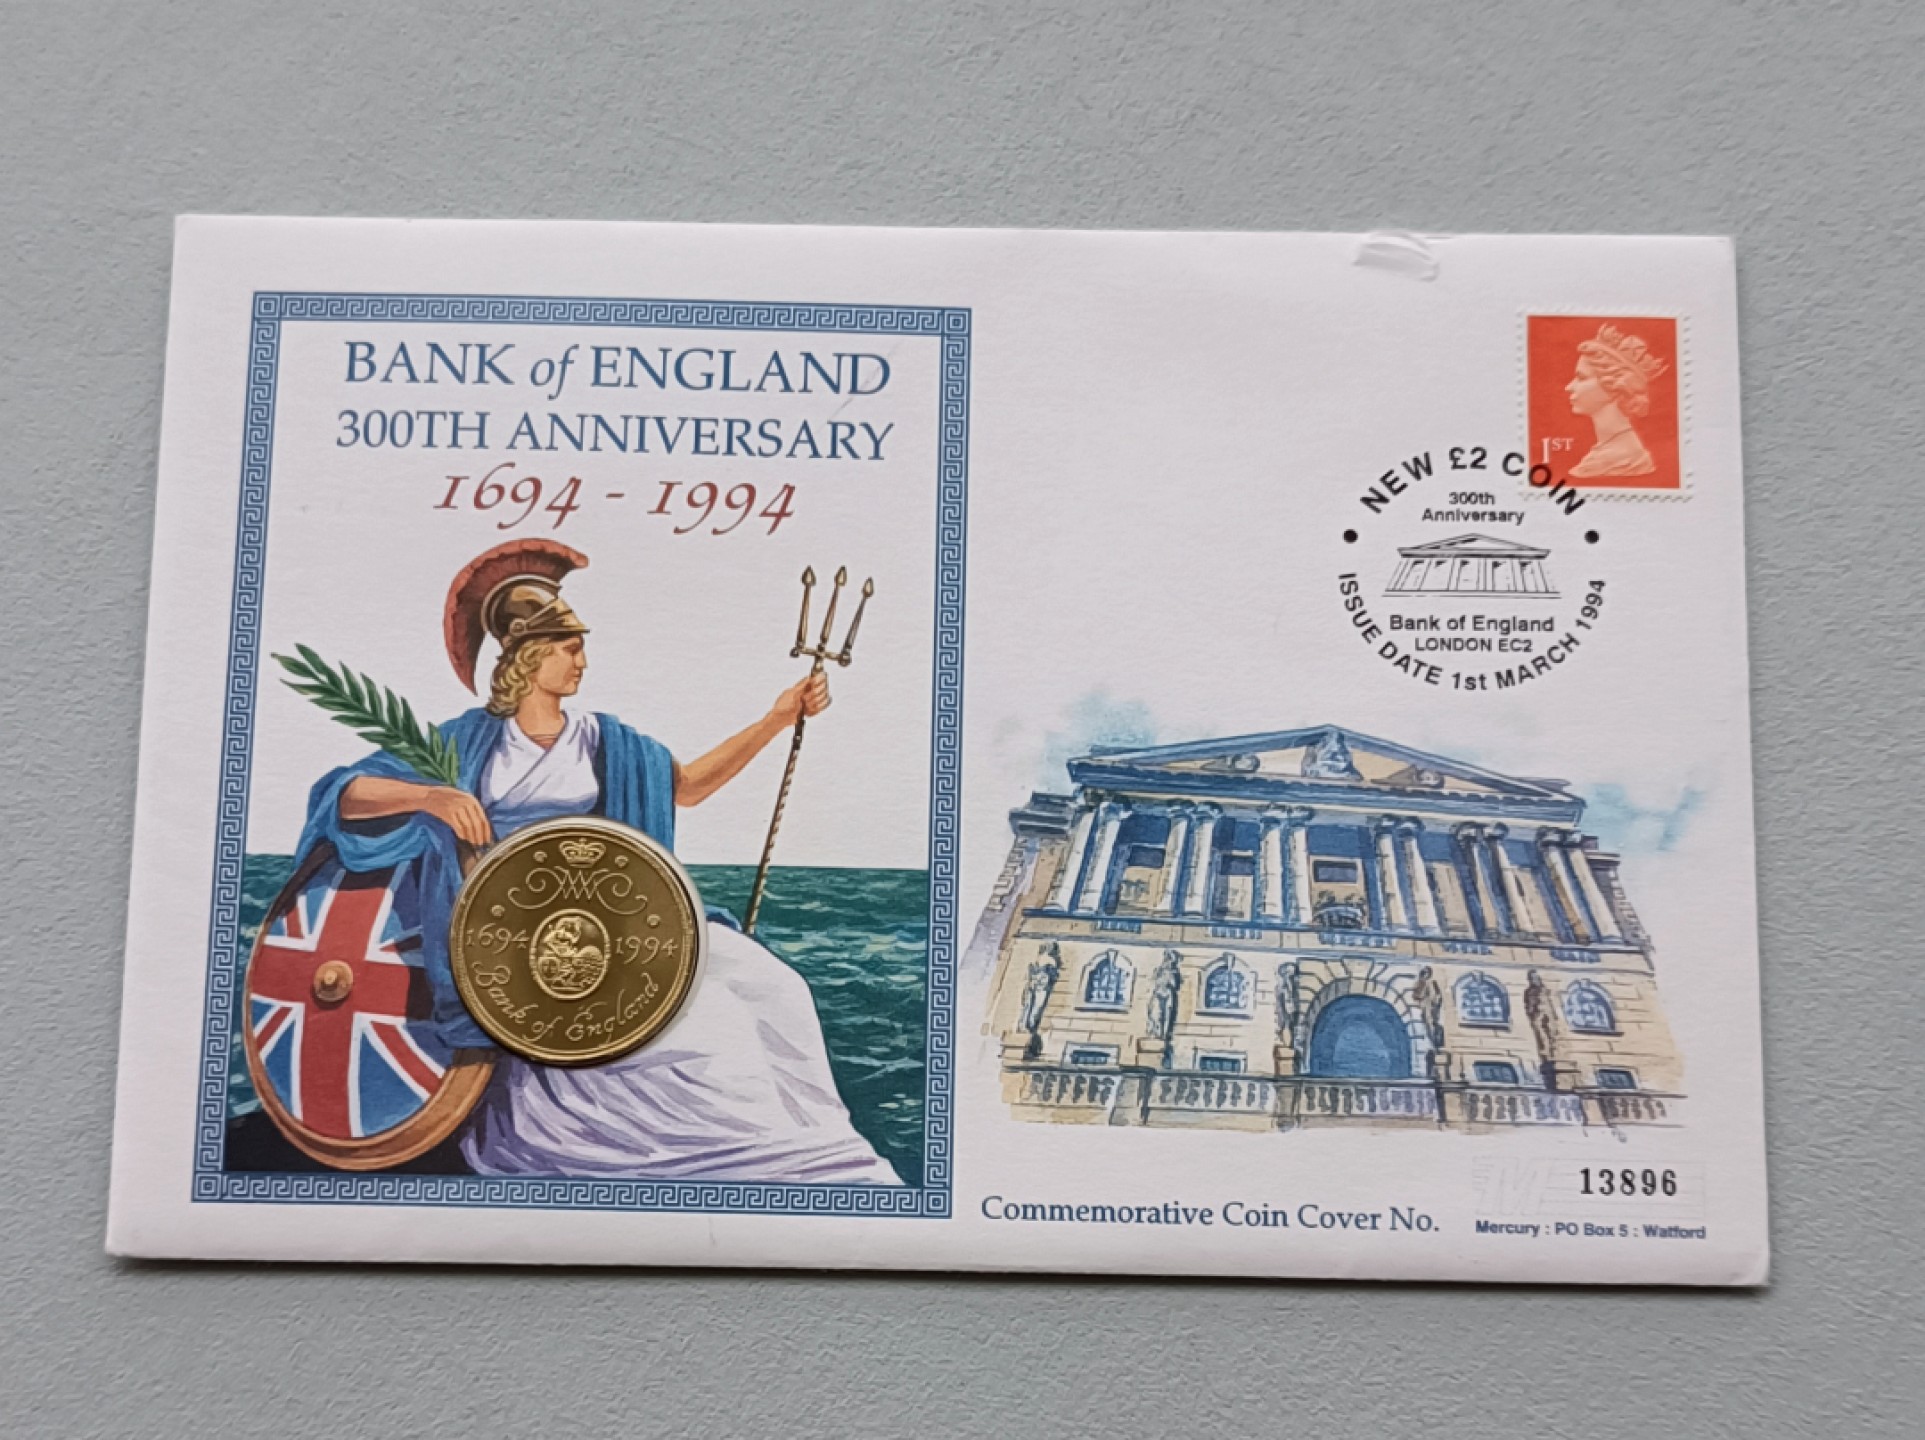 BANK of ENGLAND
300TH ANNIVERSARY
1694 - 1994
1ST
NEW £2 COIN
300th
Anniversary
Bank of England
LONDON EC2
ISSUE DATE 1st MARCH 1994
1694 1994
Bank of England
13896
Commemorative Coin Cover No.
Mercury : PO Box 5 : Watford